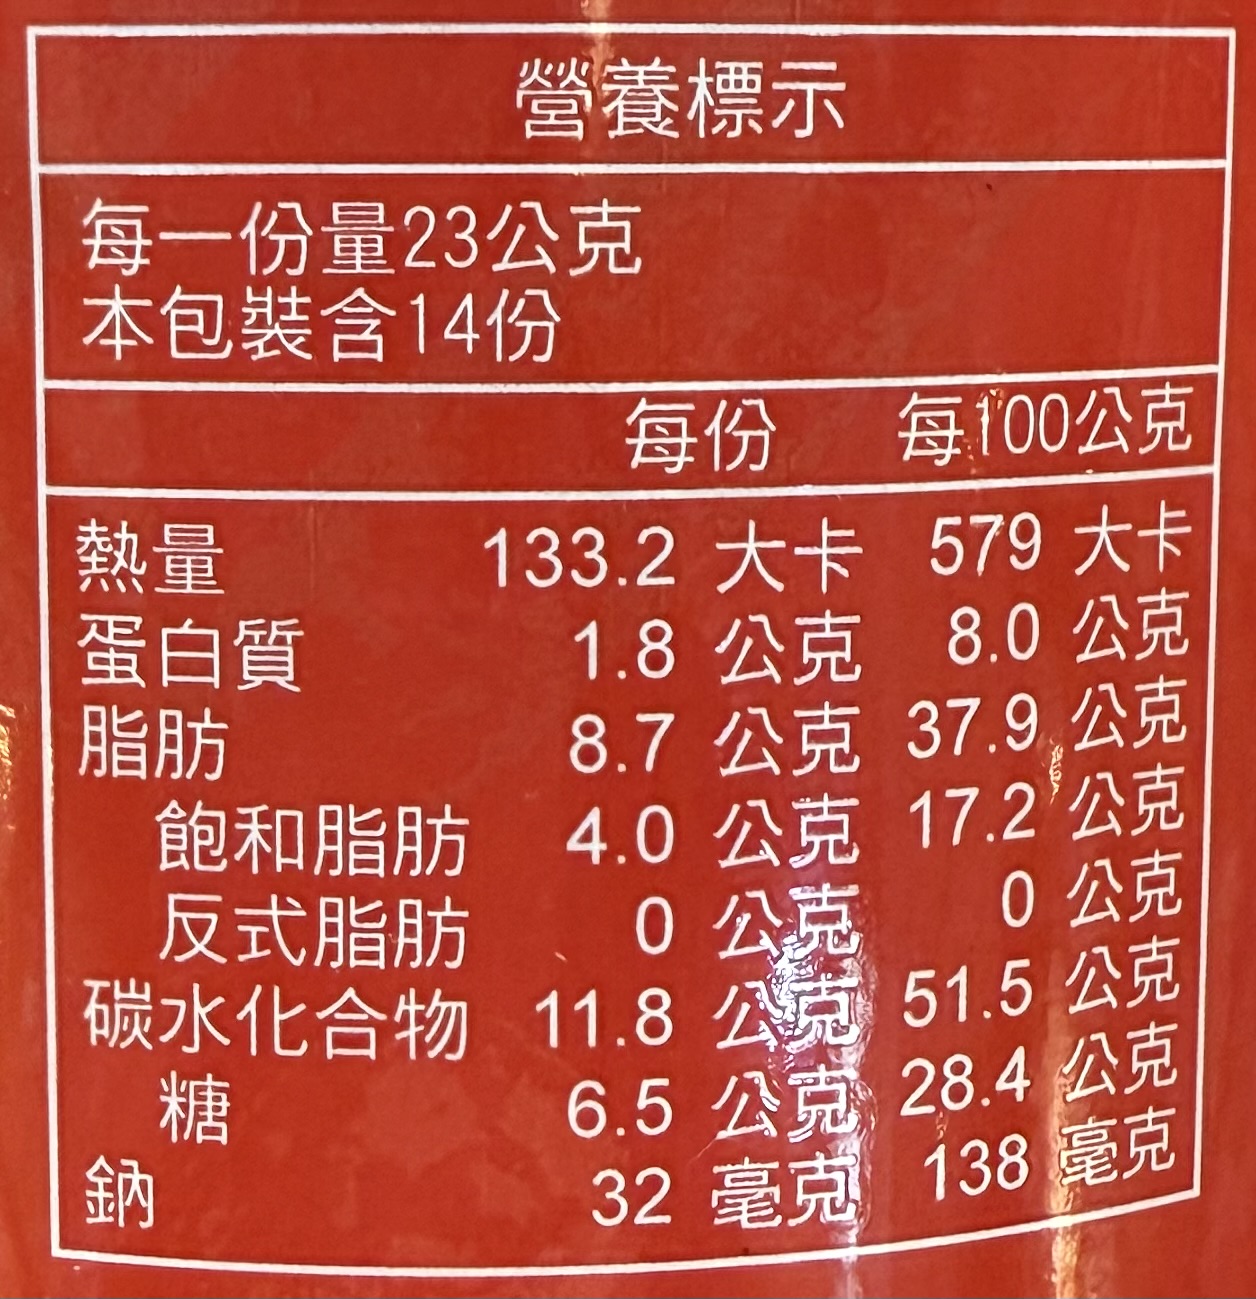 營養標示
每一份量23公克
本包裝含14份
每份 每100公克
熱量 133.2 大卡 579 大卡
蛋白質 1.8 公克 8.0 公克
脂肪 8.7 公克 37.9 公克
飽和脂肪 4.0 公克 17.2 公克
反式脂肪 0 公克 0 公克
碳水化合物 11.8 公克 51.5 公克
糖 6.5 公克 28.4 公克
鈉 32 毫克 138 毫克